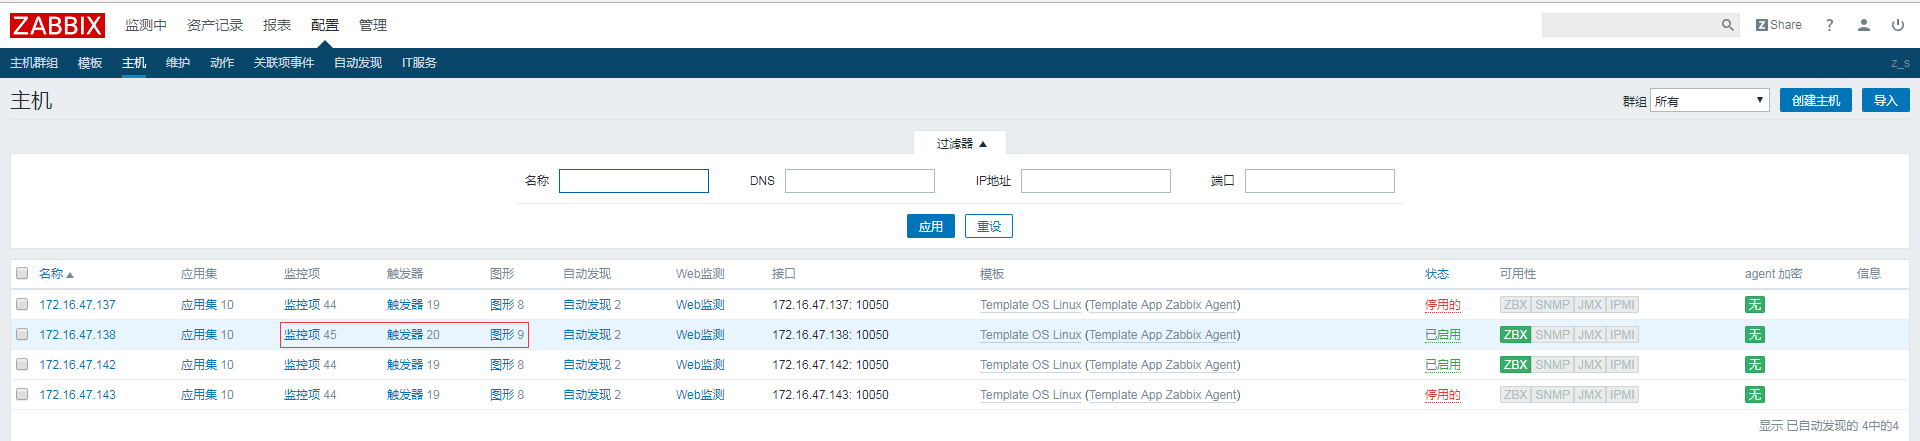 ZABBIX 监测中 资产记录 报表 配置 管理 Z Share ?
主机群组 模板 主机 维护 动作 关联项事件 自动发现 IT服务 z_s
主机 群组 所有 创建主机 导入
过滤器
名称 DNS IP地址 端口
应用 重设
名称 应用集 监控项 触发器 图形 自动发现 Web监测 接口 模板 状态 可用性 agent 加密 信息
172.16.47.137 应用集 10 监控项 44 触发器 19 图形 8 自动发现 2 Web监测 172.16.47.137: 10050 Template OS Linux (Template App Zabbix Agent) 停用的 ZBX SNMP JMX IPMI 无
172.16.47.138 应用集 10 监控项 45 触发器 20 图形 9 自动发现 2 Web监测 172.16.47.138: 10050 Template OS Linux (Template App Zabbix Agent) 已启用 ZBX SNMP JMX IPMI 无
172.16.47.142 应用集 10 监控项 44 触发器 19 图形 8 自动发现 2 Web监测 172.16.47.142: 10050 Template OS Linux (Template App Zabbix Agent) 已启用 ZBX SNMP JMX IPMI 无
172.16.47.143 应用集 10 监控项 44 触发器 19 图形 8 自动发现 2 Web监测 172.16.47.143: 10050 Template OS Linux (Template App Zabbix Agent) 停用的 ZBX SNMP JMX IPMI 无
显示 已自动发现的 4中的4